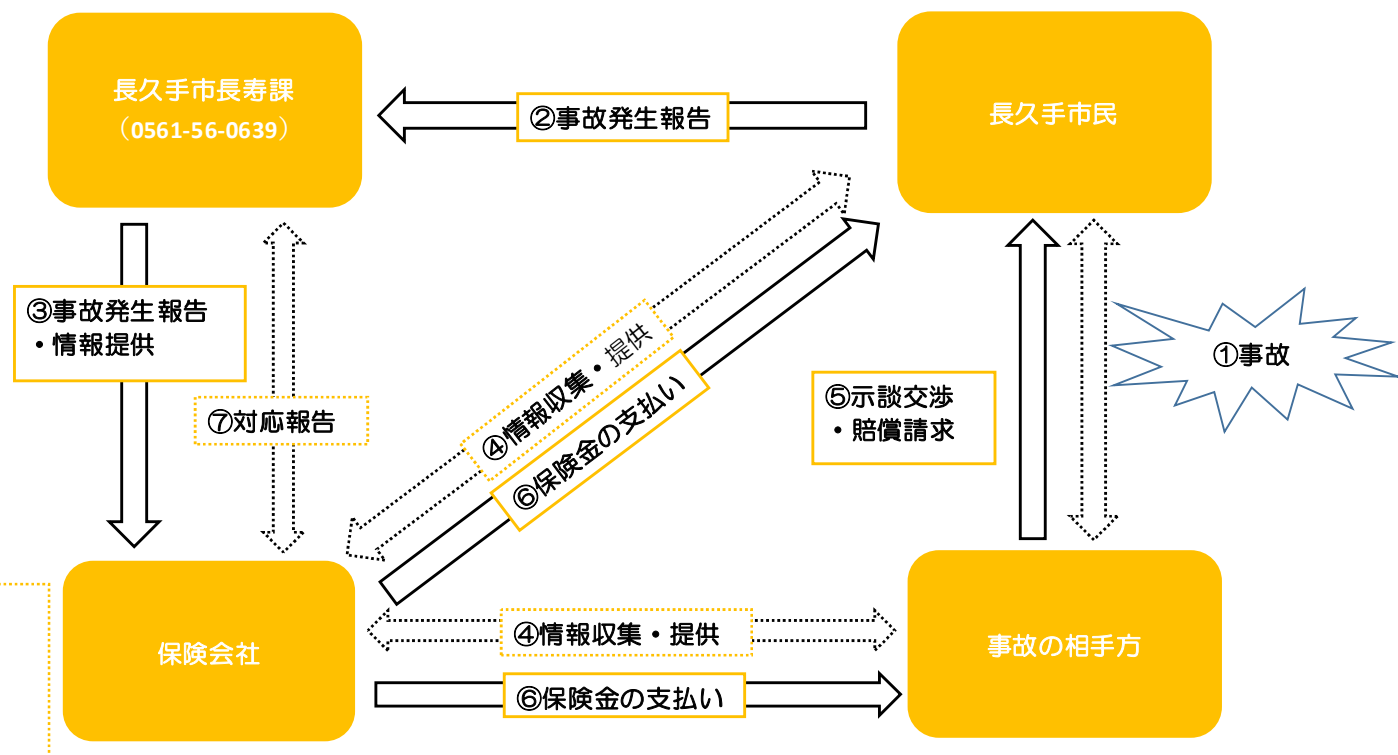 長久手市長寿課
（0561-56-0639）
②事故発生報告
長久手市民
③事故発生報告
・情報提供
⑦対応報告
④情報収集・提供
⑥保険金の支払い
⑤示談交渉
・賠償請求
①事故
保険会社
④情報収集・提供
⑥保険金の支払い
事故の相手方